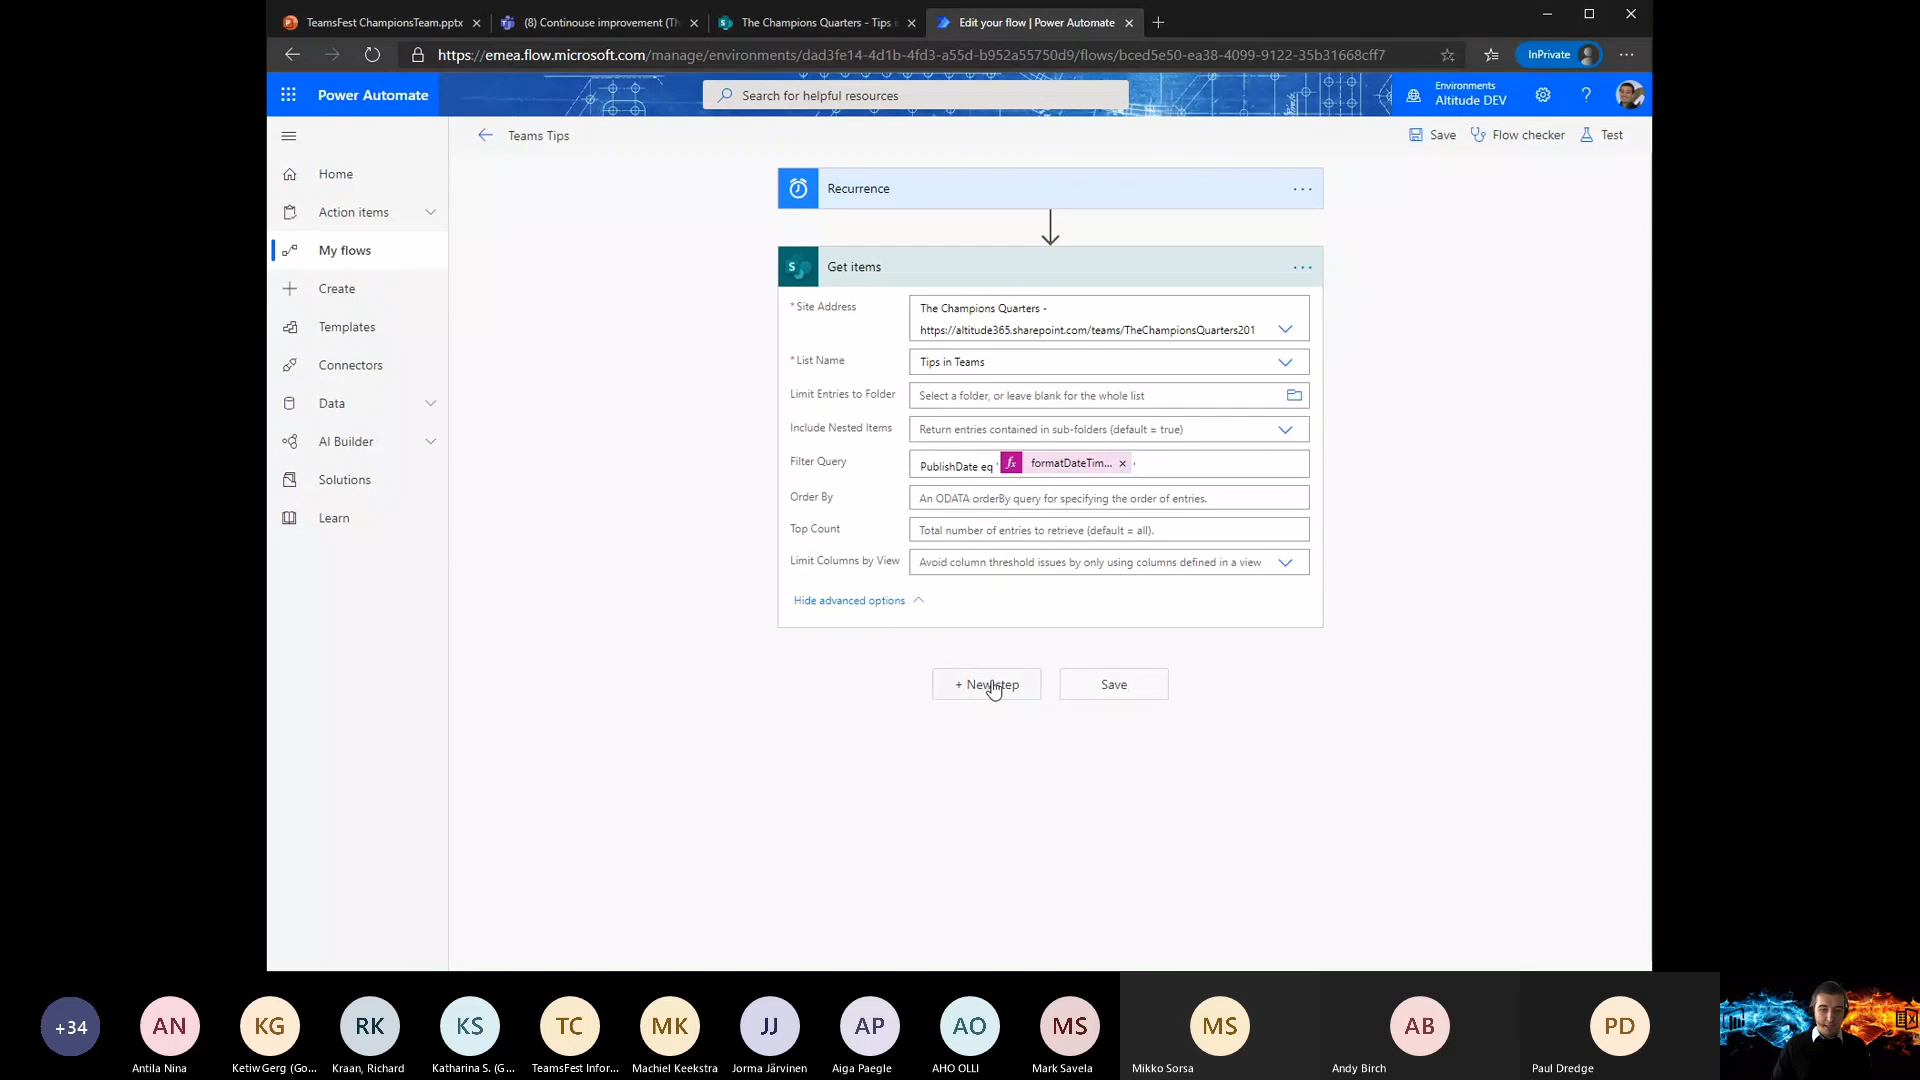 TeamsFest ChampionsTeam.pptx
(8) Continouse improvement (Th
The Champions Quarters - Tips i
Edit your flow | Power Automate
https://emea.flow.microsoft.com/manage/environments/dad3fe14-4d1b-4fd3-a55d-b952a55750d9/flows/bced5e50-ea38-4099-9122-35b31668cff7
InPrivate
Power Automate
Search for helpful resources
Environments
Altitude DEV
Teams Tips
Save
Flow checker
Test
Home
Action items
My flows
Create
Templates
Connectors
Data
AI Builder
Solutions
Learn
Recurrence
Get items
* Site Address
The Champions Quarters -
https://altitude365.sharepoint.com/teams/TheChampionsQuarters201
* List Name
Tips in Teams
Limit Entries to Folder
Select a folder, or leave blank for the whole list
Include Nested Items
Return entries contained in sub-folders (default = true)
Filter Query
PublishDate eq ' fx formatDateTim... × '
Order By
An ODATA orderBy query for specifying the order of entries.
Top Count
Total number of entries to retrieve (default = all).
Limit Columns by View
Avoid column threshold issues by only using columns defined in a view
Hide advanced options
+ New step
Save
+34
AN
KG
RK
KS
TC
MK
JJ
AP
AO
MS
MS
AB
PD
Antila Nina
Ketiw Gerg (Go...
Kraan, Richard
Katharina S. (G...
TeamsFest Infor...
Machiel Keekstra
Jorma Järvinen
Aiga Paegle
AHO OLLI
Mark Savela
Mikko Sorsa
Andy Birch
Paul Dredge